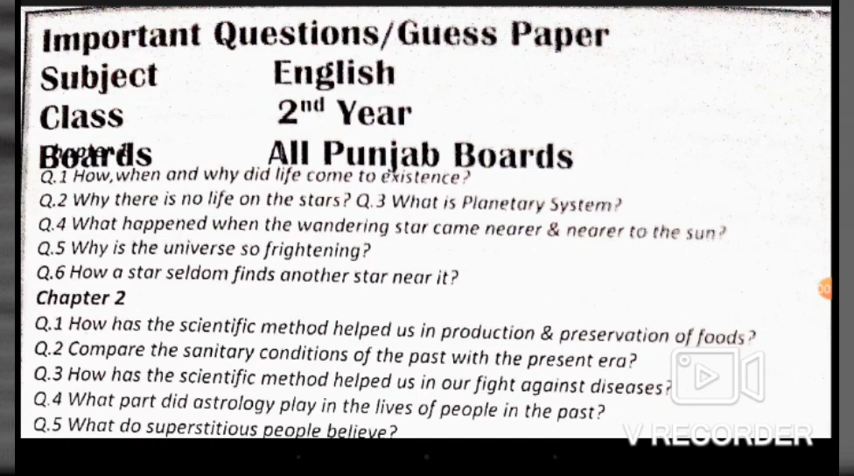 Important Questions/Guess Paper
Subject English
Class 2nd Year
Boards All Punjab Boards
Q.1 How, when and why did life come to existence?
Q.2 Why there is no life on the stars? Q.3 What is Planetary System?
Q.4 What happened when the wandering star came nearer & nearer to the sun?
Q.5 Why is the universe so frightening?
Q.6 How a star seldom finds another star near it?
Chapter 2
Q.1 How has the scientific method helped us in production & preservation of foods?
Q.2 Compare the sanitary conditions of the past with the present era?
Q.3 How has the scientific method helped us in our fight against diseases?
Q.4 What part did astrology play in the lives of people in the past?
Q.5 What do superstitious people believe?
V RECORDER